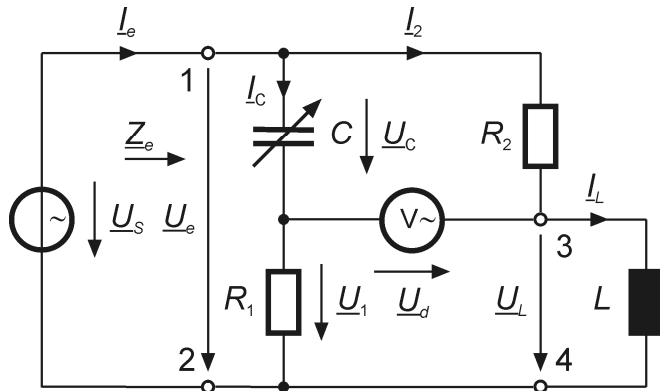 I_e
I_2
1
I_C
Z_e
C
U_C
R_2
~
U_S
U_e
V~
I_L
3
R_1
U_1
U_d
U_L
L
2
4